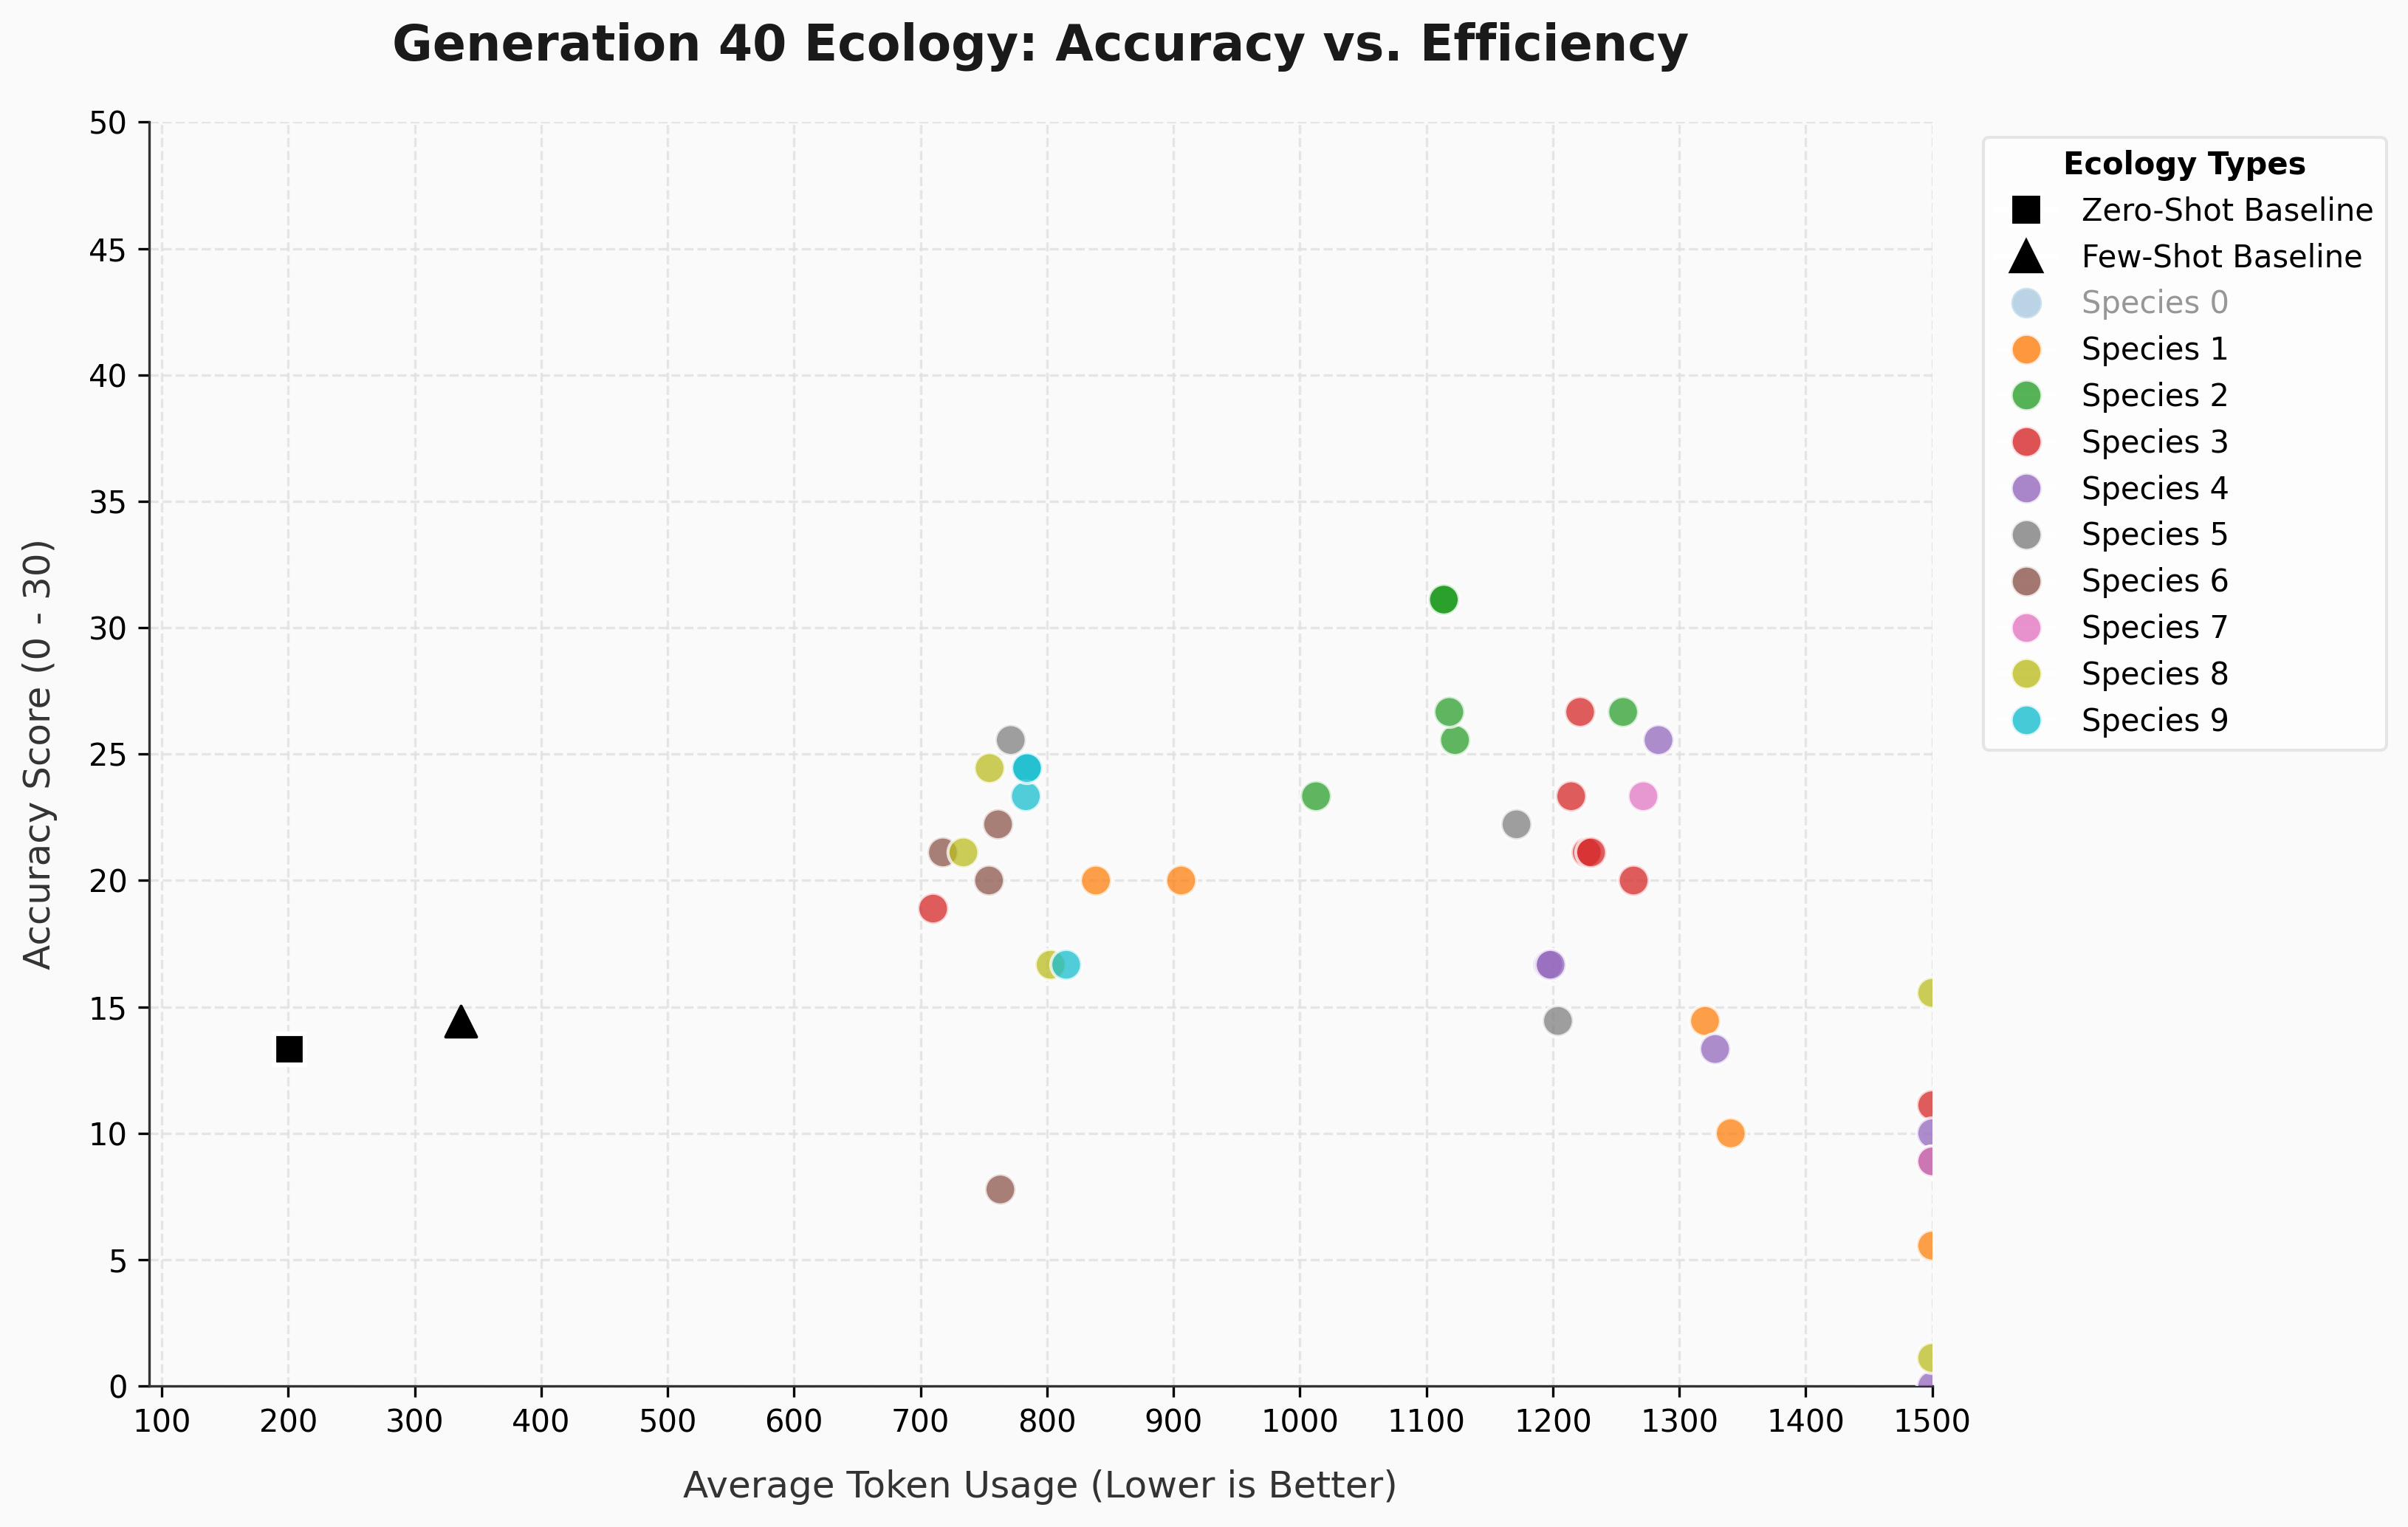 Generation 40 Ecology: Accuracy vs. Efficiency
50
45
40
35
30
25
20
15
10
5
0
Accuracy Score (0 - 30)
100 200 300 400 500 600 700 800 900 1000 1100 1200 1300 1400 1500
Average Token Usage (Lower is Better)
Ecology Types
Zero-Shot Baseline
Few-Shot Baseline
Species 0
Species 1
Species 2
Species 3
Species 4
Species 5
Species 6
Species 7
Species 8
Species 9